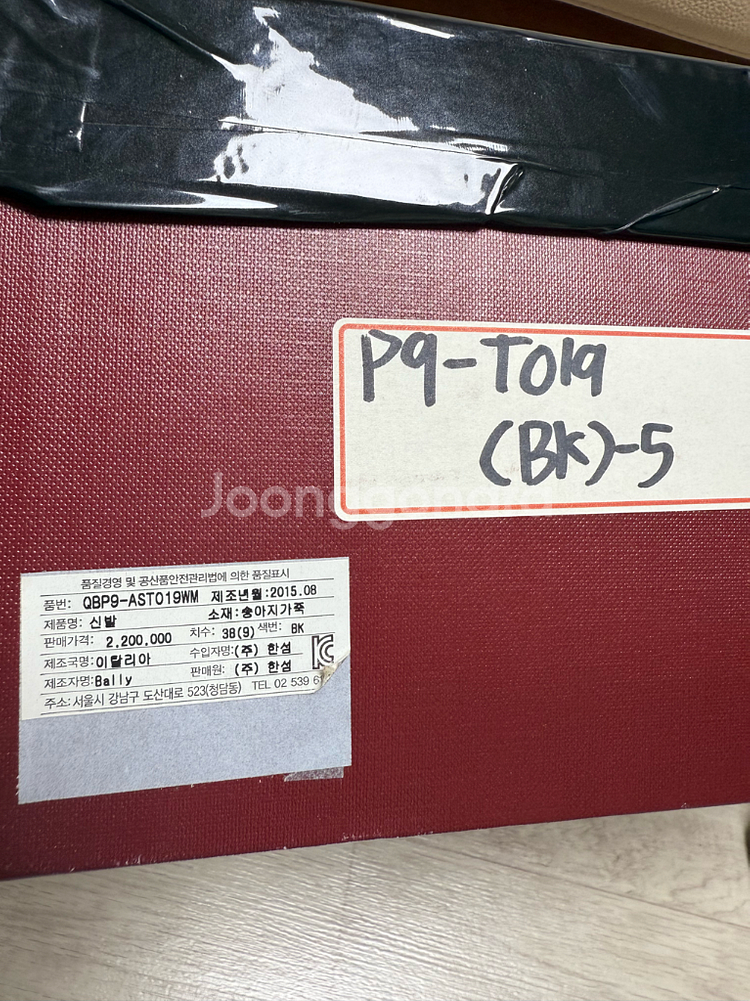 P9-T019
(BK)-5
Joonggonara
품질경영 및 공산품안전관리법에 의한 품질표시
품번: QBP9-AST019WM 제조년월:2015.08
제품명: 신발 소재:송아지가죽
판매가격: 2,200,000 치수: 38(9) 색번: BK
제조국명:이탈리아 수입자명:(주) 한섬
제조자명:Bally 판매원: (주) 한섬
주소:서울시 강남구 도산대로 523(청담동) TEL 02 539